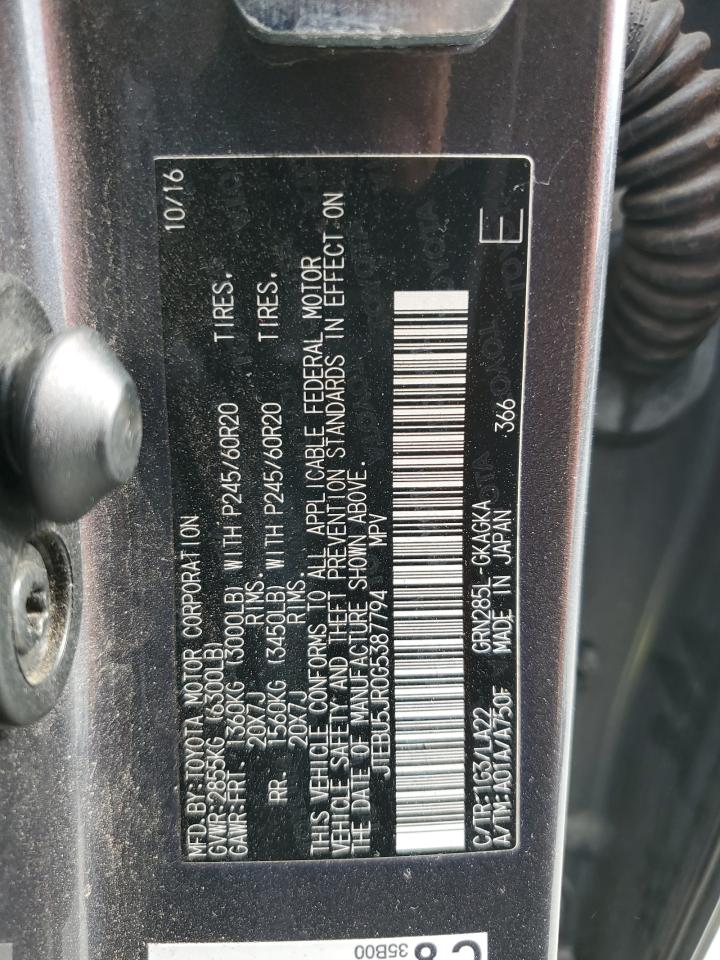 MFD.BY:TOYOTA MOTOR CORPORATION 10/16
GVWR:2855KG (6300LB)
GAWR:FRT. 1360KG (3000LB) WITH P245/60R20 TIRES.
20X7J RIMS.
RR. 1560KG (3450LB) WITH P245/60R20 TIRES.
20X7J RIMS.
THIS VEHICLE CONFORMS TO ALL APPLICABLE FEDERAL MOTOR
VEHICLE SAFETY AND THEFT PREVENTION STANDARDS IN EFFECT ON
THE DATE OF MANUFACTURE SHOWN ABOVE.
JTEBU5JR0G5387794 MPV
C/TR:1G3/LA22 GRN285L-GKAGKA 366
A/TM:A01A/A750F MADE IN JAPAN E
35B00